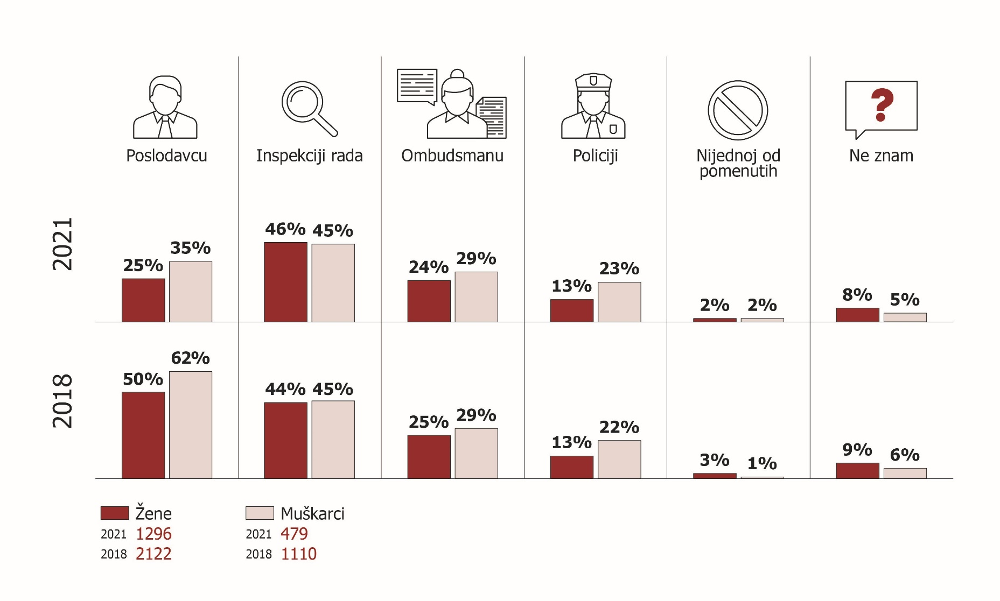 Poslodavcu
Inspekciji rada
Ombudsmanu
Policiji
Nijednoj od
pomenutih
Ne znam
2021
25% 35%
46% 45%
24% 29%
13% 23%
2% 2%
8% 5%
2018
50% 62%
44% 45%
25% 29%
13% 22%
3% 1%
9% 6%
Žene
2021 1296
2018 2122
Muškarci
2021 479
2018 1110
?